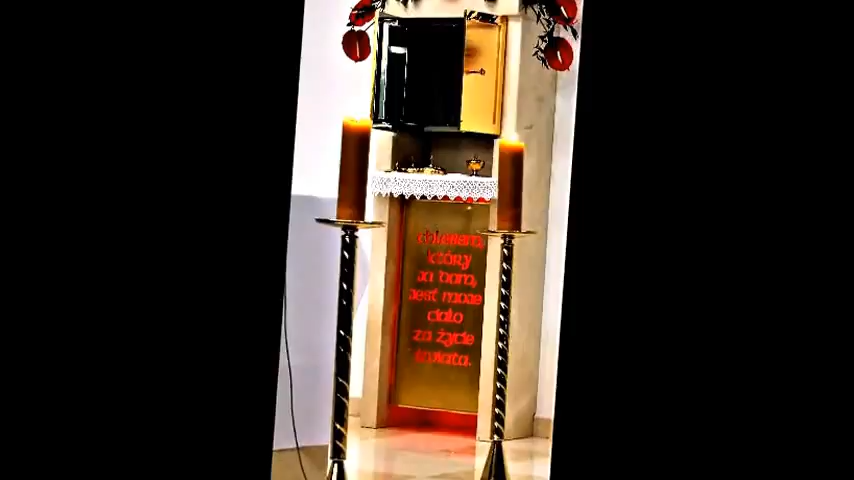 chlebem,
który
ja dam,
jest moje
ciało
za życie
świata.